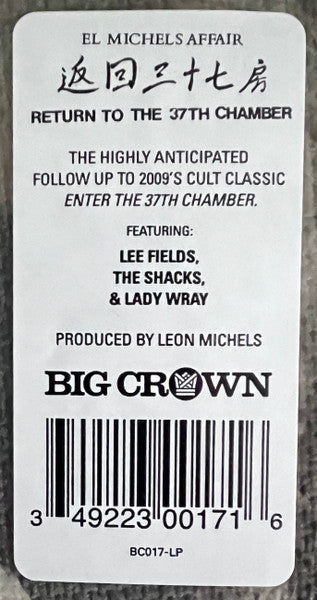 EL MICHELS AFFAIR
返回三十七房
RETURN TO THE 37TH CHAMBER
THE HIGHLY ANTICIPATED
FOLLOW UP TO 2009'S CULT CLASSIC
ENTER THE 37TH CHAMBER.
FEATURING:
LEE FIELDS,
THE SHACKS,
& LADY WRAY
PRODUCED BY LEON MICHELS
BIG CROWN
3 49223 00171 6
BC017-LP